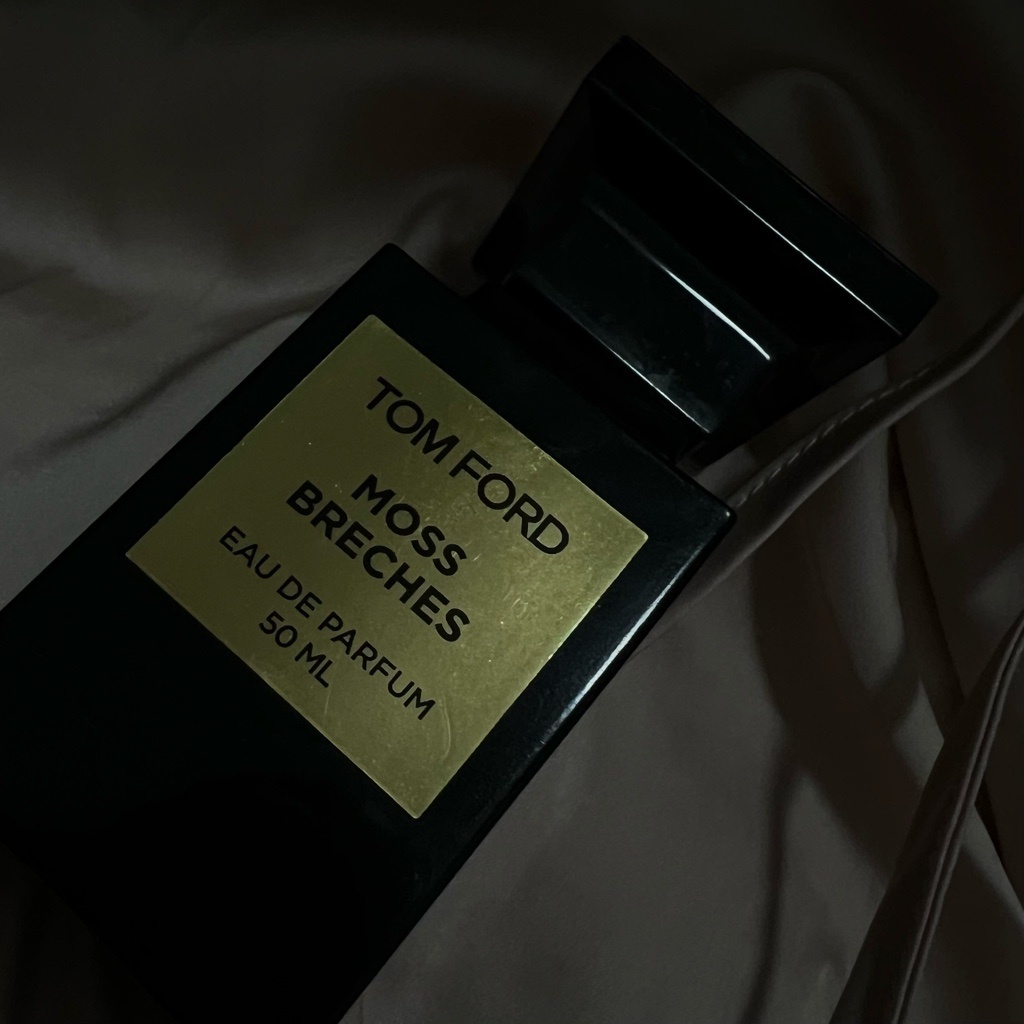 TOM FORD
MOSS
BRECHES
EAU DE PARFUM
50 ML